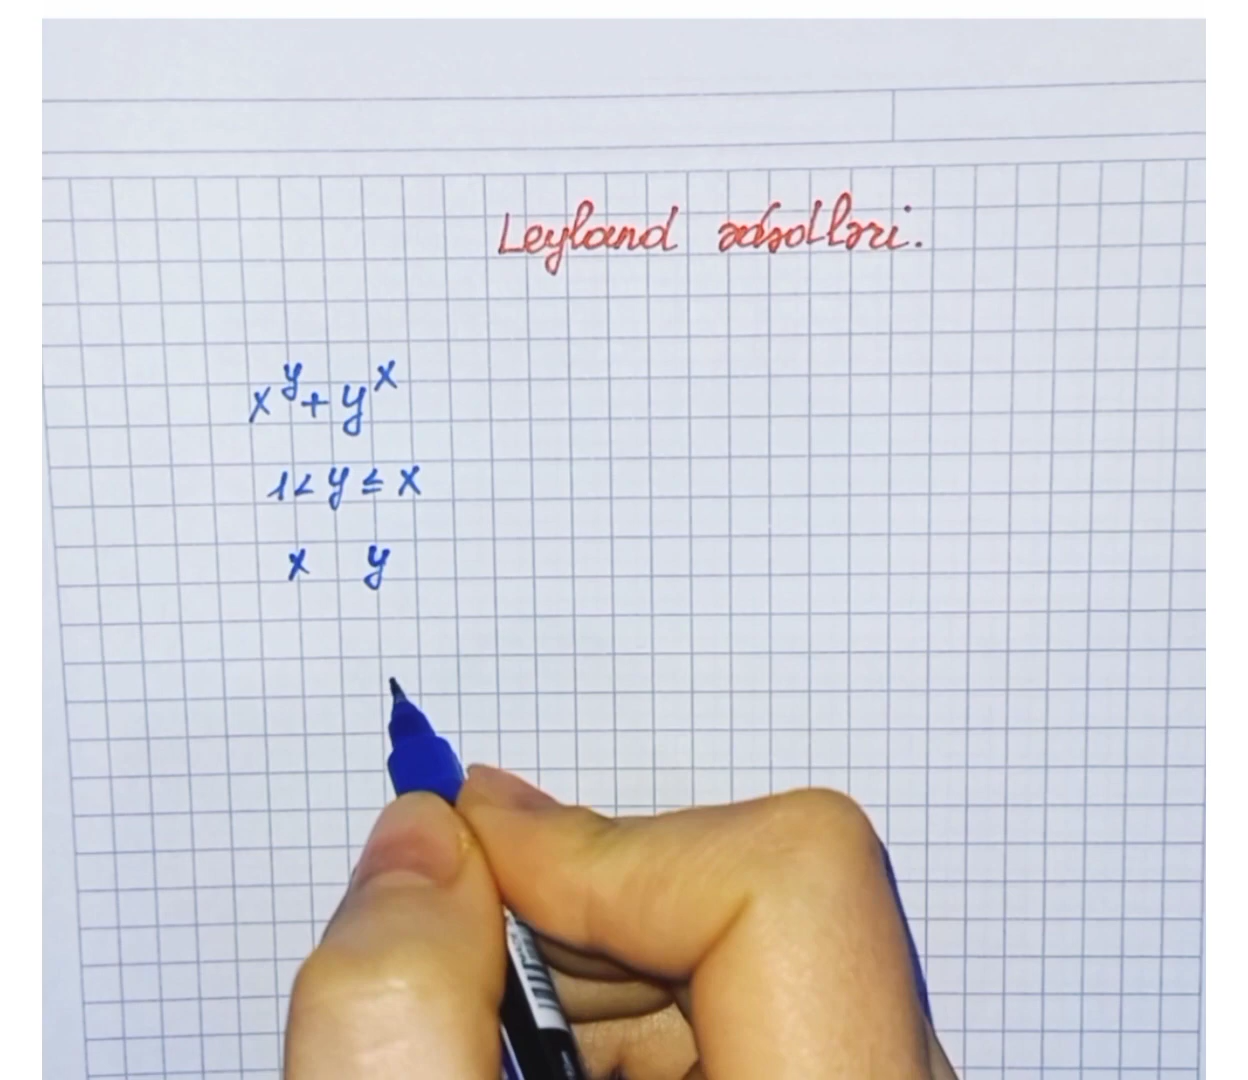 Leyland ədədləri.
x^y + y^x
1 < y ≤ x
x y